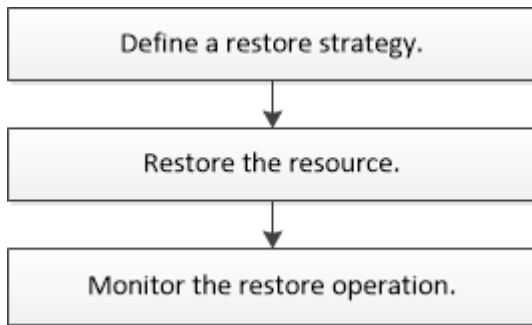 Define a restore strategy.
Restore the resource.
Monitor the restore operation.